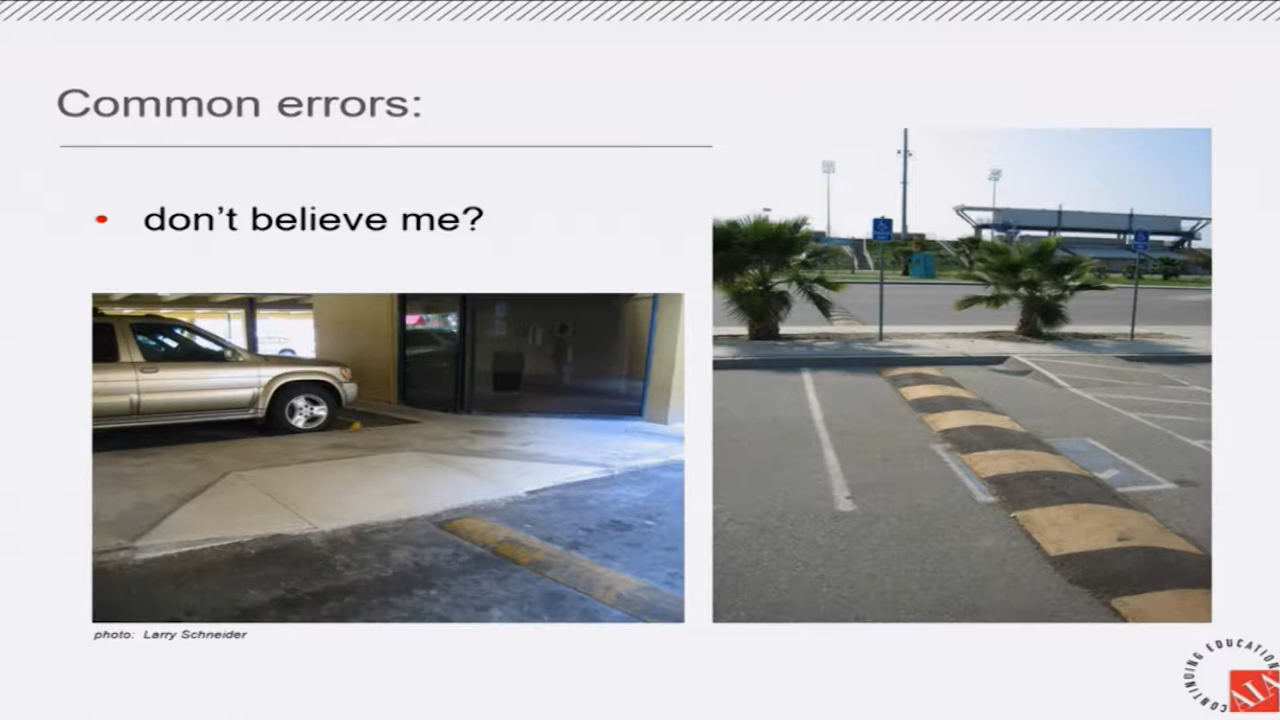 Common errors:
• don't believe me?
photo: Larry Schneider
CONTINUING EDUCATION
AIA